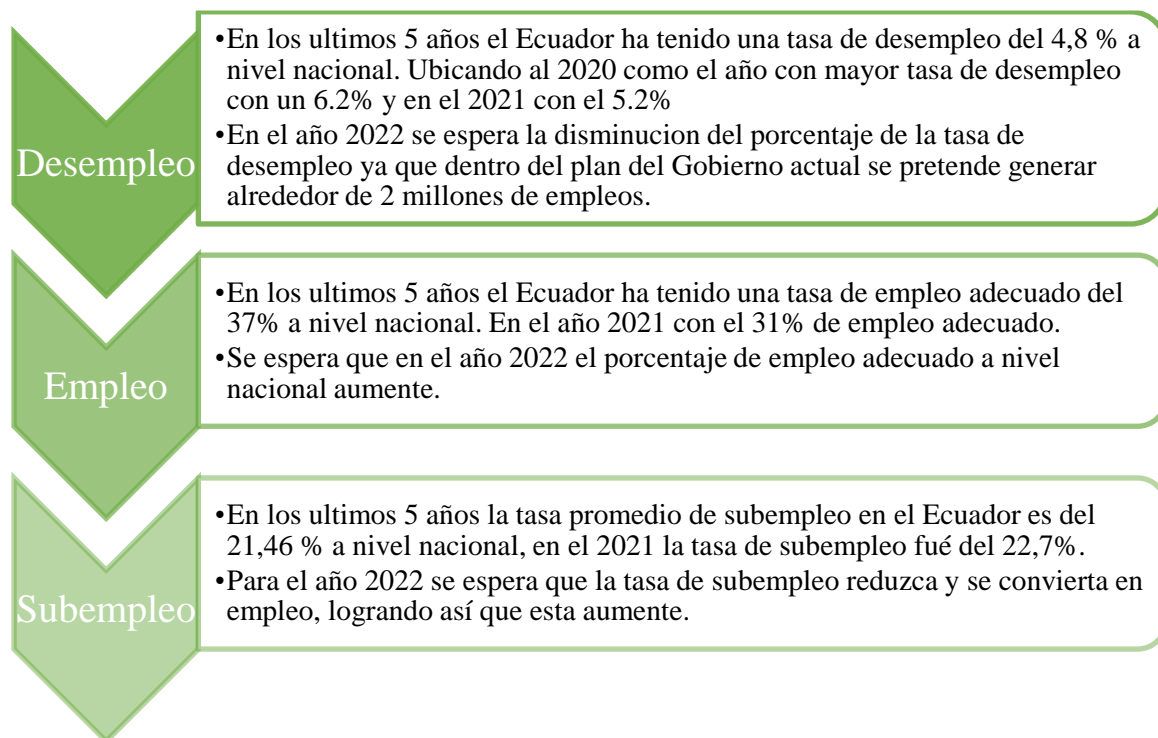 Desempleo
•En los ultimos 5 años el Ecuador ha tenido una tasa de desempleo del 4,8 % a
nivel nacional. Ubicando al 2020 como el año con mayor tasa de desempleo
con un 6.2% y en el 2021 con el 5.2%
•En el año 2022 se espera la disminucion del porcentaje de la tasa de
desempleo ya que dentro del plan del Gobierno actual se pretende generar
alrededor de 2 millones de empleos.
Empleo
•En los ultimos 5 años el Ecuador ha tenido una tasa de empleo adecuado del
37% a nivel nacional. En el año 2021 con el 31% de empleo adecuado.
•Se espera que en el año 2022 el porcentaje de empleo adecuado a nivel
nacional aumente.
Subempleo
•En los ultimos 5 años la tasa promedio de subempleo en el Ecuador es del
21,46 % a nivel nacional, en el 2021 la tasa de subempleo fué del 22,7%.
•Para el año 2022 se espera que la tasa de subempleo reduzca y se convierta en
empleo, logrando así que esta aumente.